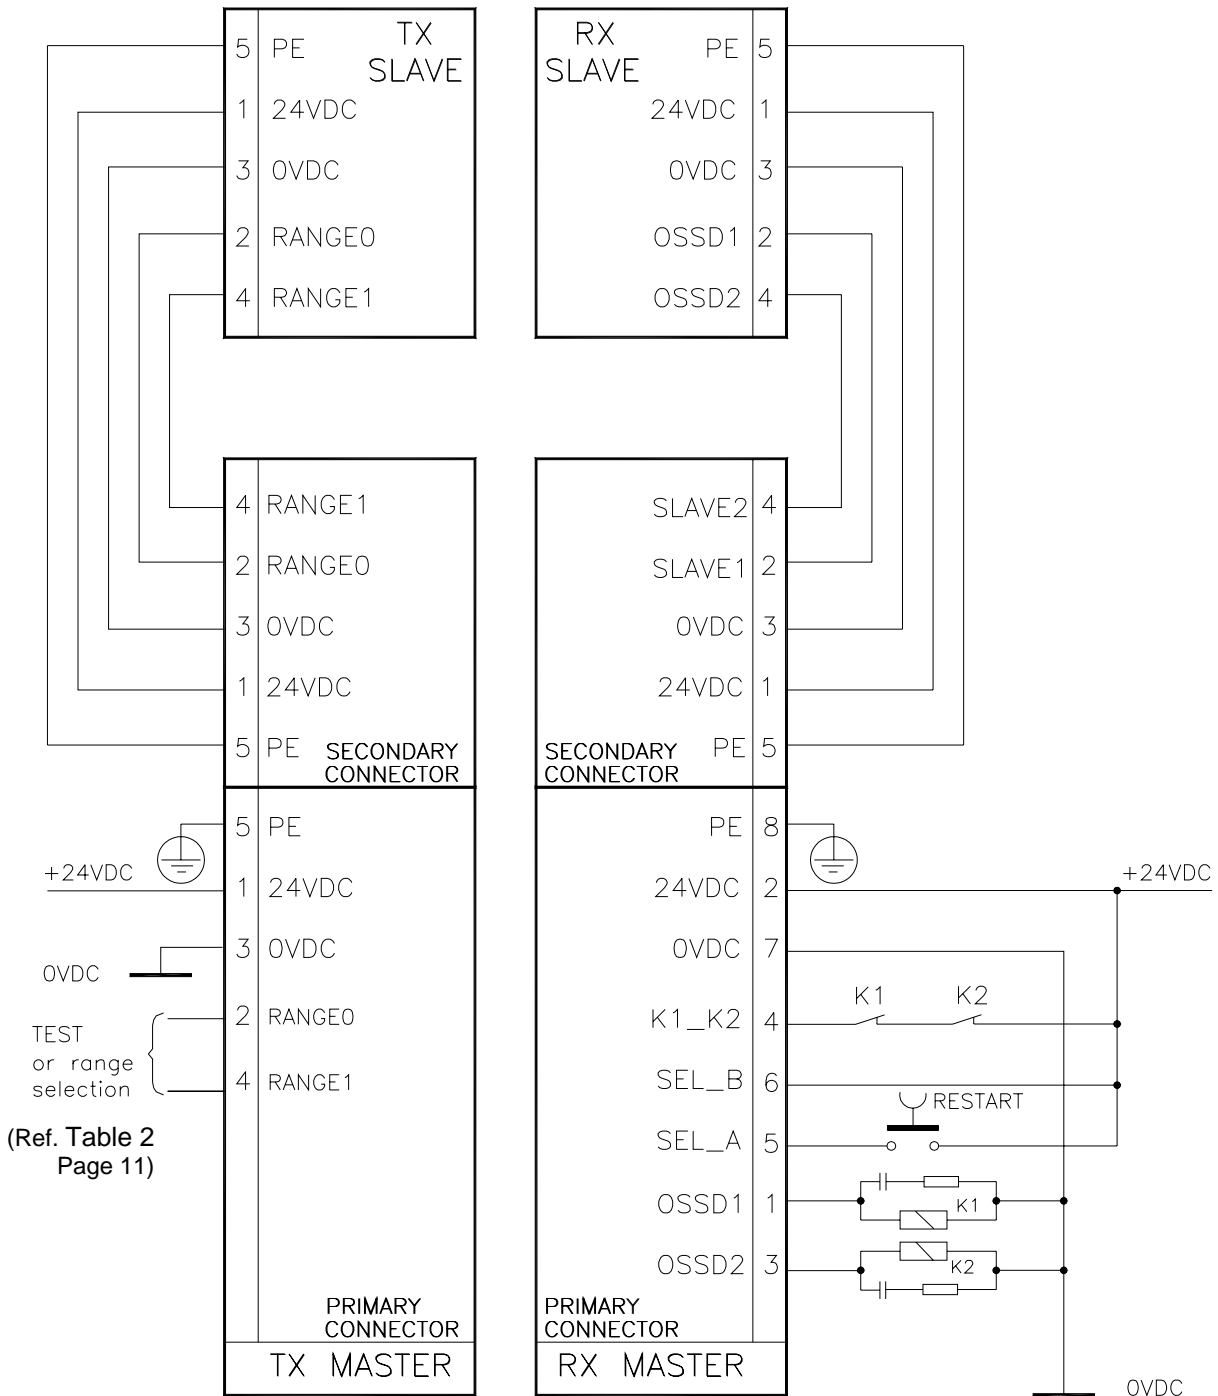 TX
SLAVE
5 PE
1 24VDC
3 0VDC
2 RANGE0
4 RANGE1
RX
SLAVE
PE 5
24VDC 1
0VDC 3
OSSD1 2
OSSD2 4
4 RANGE1
2 RANGE0
3 0VDC
1 24VDC
5 PE
SECONDARY
CONNECTOR
SLAVE2 4
SLAVE1 2
0VDC 3
24VDC 1
PE 5
SECONDARY
CONNECTOR
5 PE
+24VDC
1 24VDC
3 0VDC
0VDC
2 RANGE0
4 RANGE1
TEST
or range
selection
(Ref. Table 2
Page 11)
PRIMARY
CONNECTOR
TX MASTER
PE 8
24VDC 2
+24VDC
0VDC 7
K1_K2 4
K1
K2
SEL_B 6
RESTART
SEL_A 5
OSSD1 1
K1
OSSD2 3
K2
PRIMARY
CONNECTOR
RX MASTER
0VDC